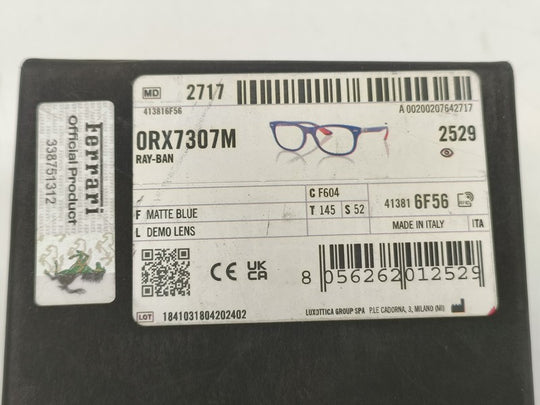 Ferrari
Official Product
338751312
MD 2717
413816F56
A 00200207642717
0RX7307M
RAY-BAN
2529
C F604
F MATTE BLUE
T 145 S 52
41381 6F56
L DEMO LENS
MADE IN ITALY
ITA
CE UK CA
8 056262 012529
LOT 1841031804202402
LUXOTTICA GROUP SPA P.LE CADORNA, 3, MILANO (MI)